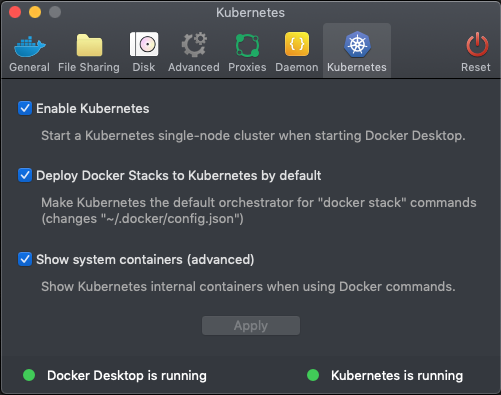 Kubernetes
General File Sharing Disk Advanced Proxies Daemon Kubernetes Reset
Enable Kubernetes
Start a Kubernetes single-node cluster when starting Docker Desktop.
Deploy Docker Stacks to Kubernetes by default
Make Kubernetes the default orchestrator for "docker stack" commands
(changes "~/.docker/config.json")
Show system containers (advanced)
Show Kubernetes internal containers when using Docker commands.
Apply
Docker Desktop is running Kubernetes is running